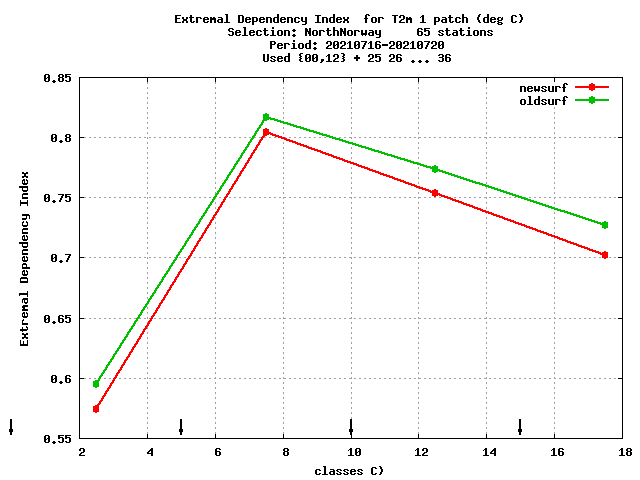 Extremal Dependency Index  for T2m 1 patch (deg C)
Selection: NorthNorway     65 stations
Period: 20210716-20210720
Used {00,12} + 25 26 ... 36
newsurf
oldsurf
Extremal Dependency Index
0.85
0.8
0.75
0.7
0.65
0.6
0.55
2 4 6 8 10 12 14 16 18
classes C)